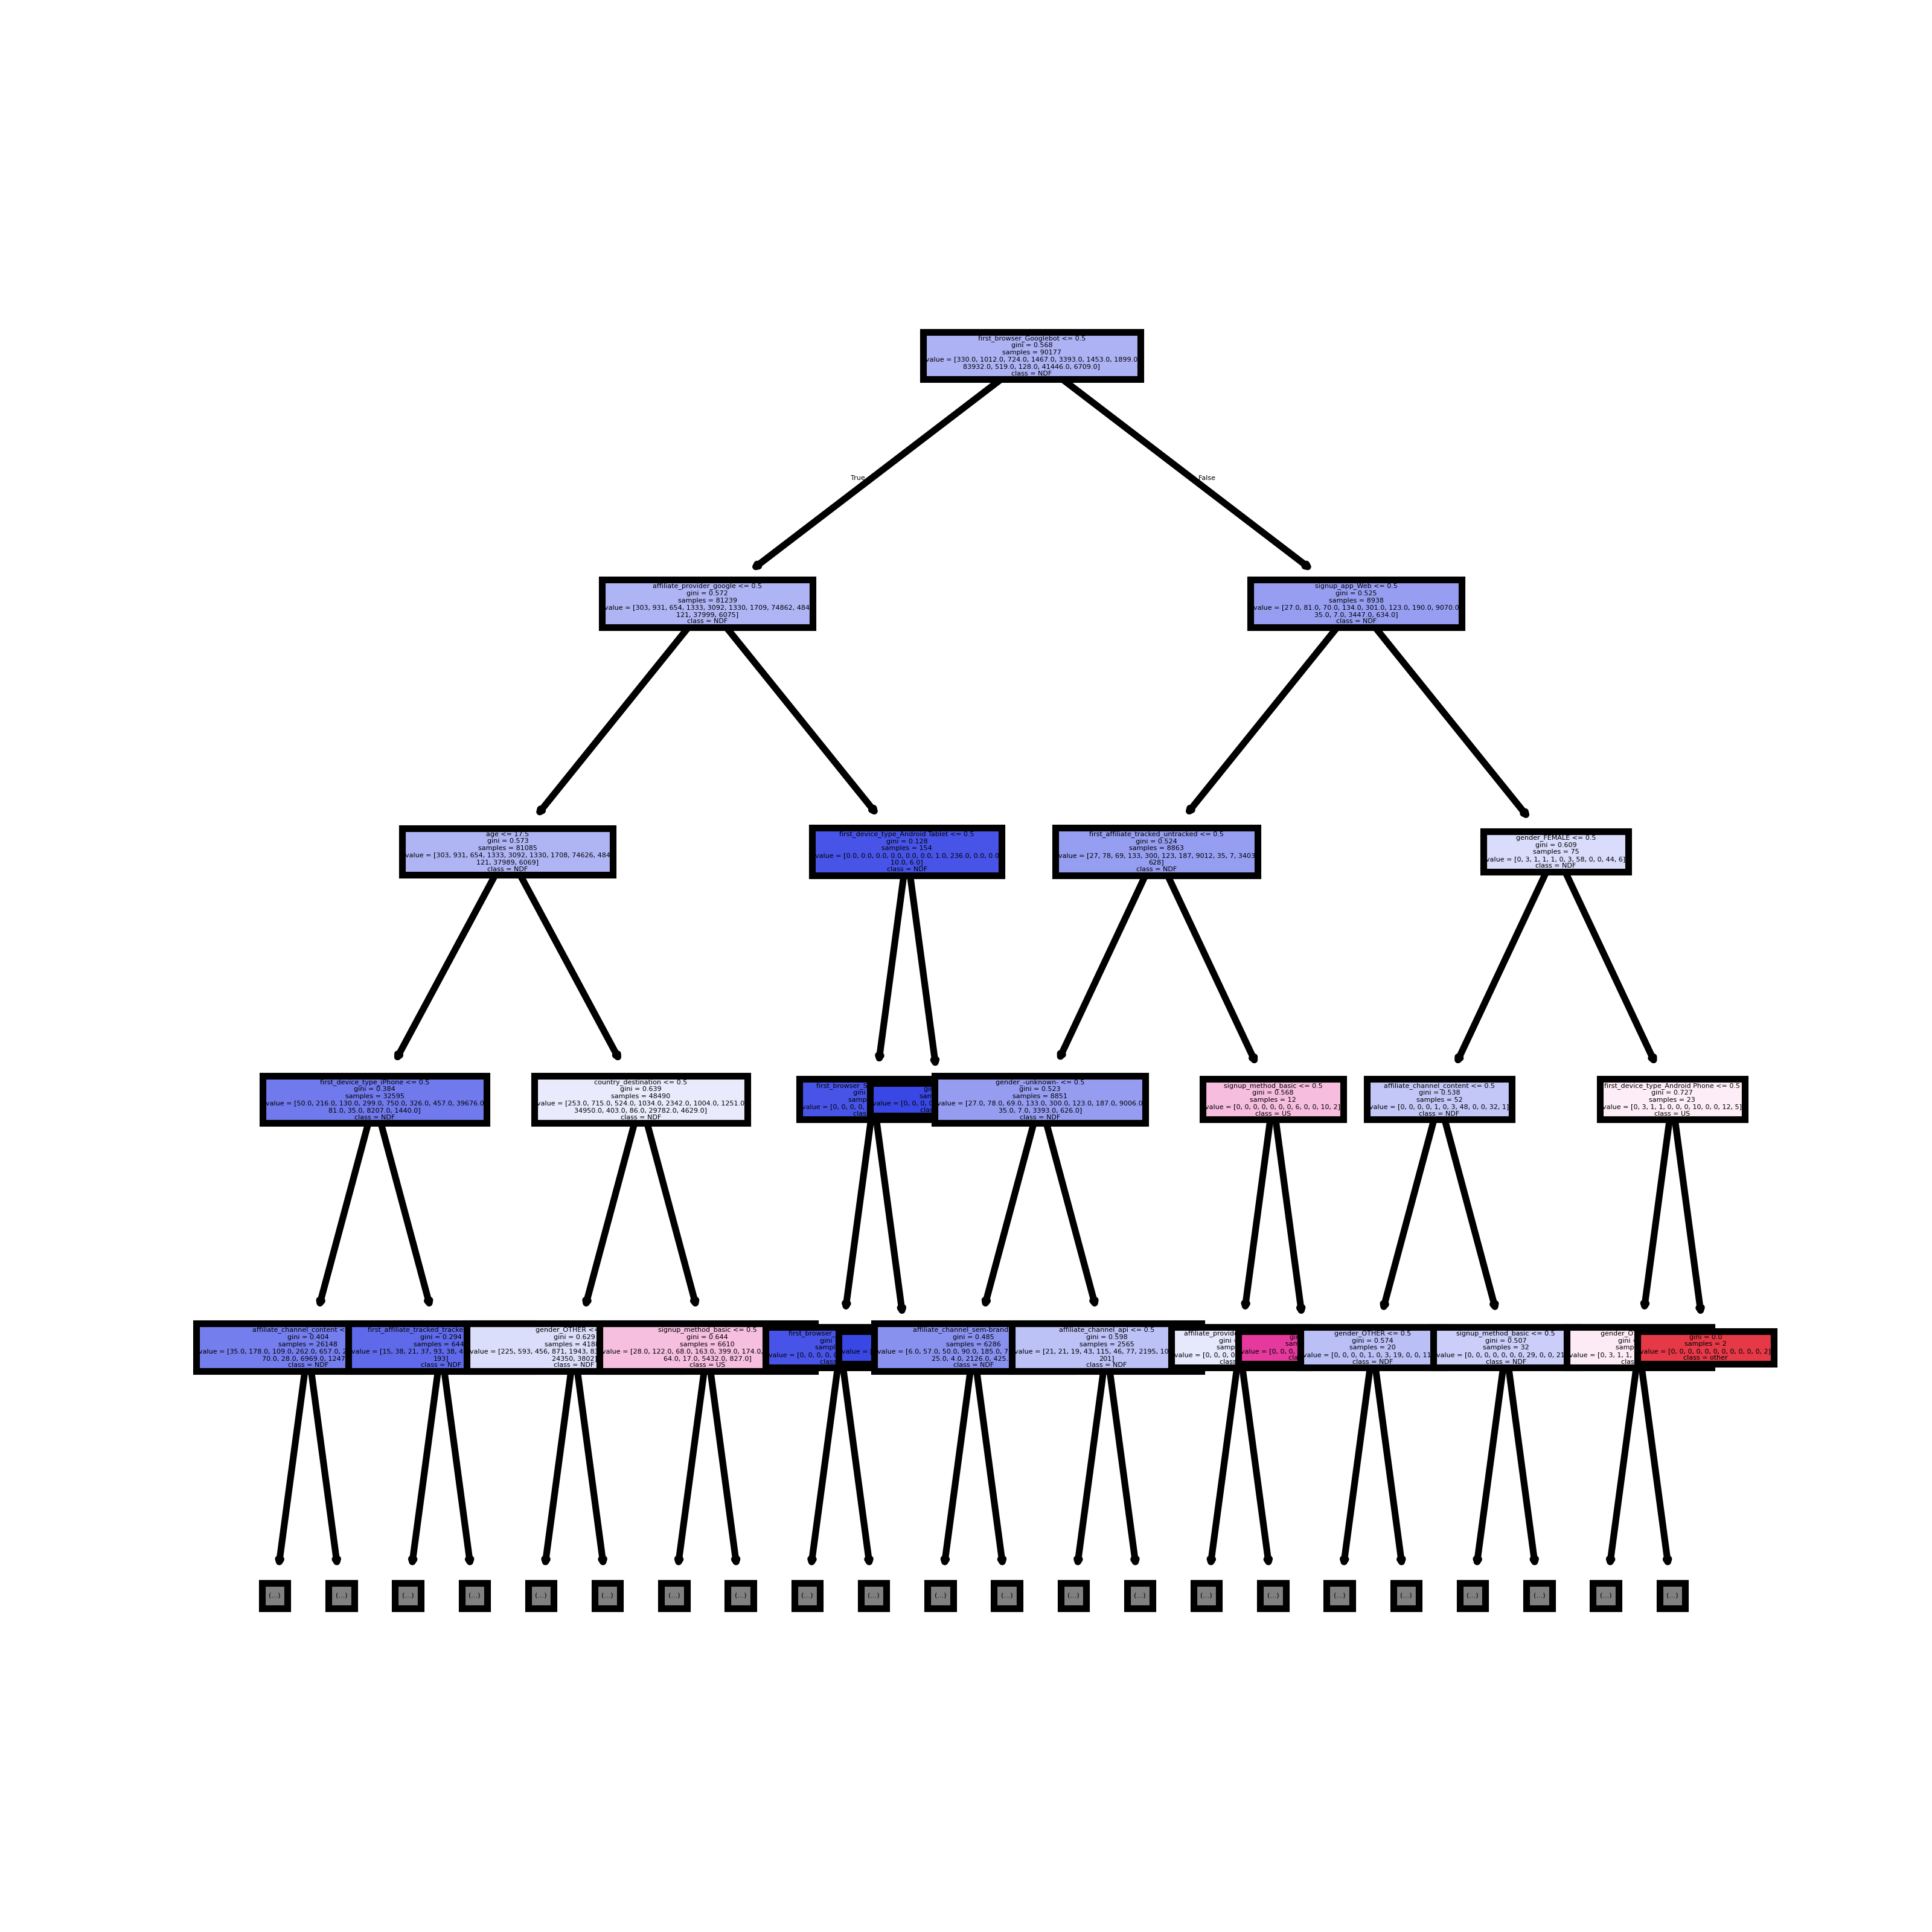 first_browser_Googlebot <= 0.5
gini = 0.568
samples = 90177
value = [330.0, 1012.0, 724.0, 1467.0, 3393.0, 1453.0, 1899.0
83932.0, 519.0, 128.0, 41446.0, 6709.0]
class = NDF
True
False
affiliate_provider_google <= 0.5
gini = 0.572
samples = 81239
value = [303, 931, 654, 1333, 3092, 1330, 1709, 74862, 484
121, 37999, 6075]
class = NDF
signup_app_Web <= 0.5
gini = 0.525
samples = 8938
value = [27.0, 81.0, 70.0, 134.0, 301.0, 123.0, 190.0, 9070.0
35.0, 7.0, 3447.0, 634.0]
class = NDF
age <= 17.5
gini = 0.573
samples = 81085
value = [303, 931, 654, 1333, 3092, 1330, 1708, 74626, 484
121, 37989, 6069]
class = NDF
first_device_type_Android Tablet <= 0.5
gini = 0.128
samples = 154
value = [0.0, 0.0, 0.0, 0.0, 0.0, 0.0, 1.0, 236.0, 0.0, 0.0
10.0, 6.0]
class = NDF
first_affiliate_tracked_untracked <= 0.5
gini = 0.524
samples = 8863
value = [27, 78, 69, 133, 300, 123, 187, 9012, 35, 7, 3403
628]
class = NDF
gender_FEMALE <= 0.5
gini = 0.609
samples = 75
value = [0, 3, 1, 1, 1, 0, 3, 58, 0, 0, 44, 6]
class = NDF
first_device_type_iPhone <= 0.5
gini = 0.384
samples = 32595
value = [50.0, 216.0, 130.0, 299.0, 750.0, 326.0, 457.0, 39676.0
81.0, 35.0, 8207.0, 1440.0]
class = NDF
country_destination <= 0.5
gini = 0.639
samples = 48490
value = [253.0, 715.0, 524.0, 1034.0, 2342.0, 1004.0, 1251.0
34950.0, 403.0, 86.0, 29782.0, 4629.0]
class = NDF
gini
value = [0, 0, 0, 0,
gender_-unknown- <= 0.5
gini = 0.523
samples = 8851
value = [27.0, 78.0, 69.0, 133.0, 300.0, 123.0, 187.0, 9006.0
35.0, 7.0, 3393.0, 626.0]
class = NDF
signup_method_basic <= 0.5
gini = 0.568
samples = 12
value = [0, 0, 0, 0, 0, 0, 0, 6, 0, 0, 10, 2]
class = US
affiliate_channel_content <= 0.5
gini = 0.538
samples = 52
value = [0, 0, 0, 0, 1, 0, 3, 48, 0, 0, 32, 1]
class = NDF
first_device_type_Android Phone <= 0.5
gini = 0.727
samples = 23
value = [0, 3, 1, 1, 0, 0, 0, 10, 0, 0, 12, 5]
class = US
affiliate_channel_content <
gini = 0.404
samples = 26148
value = [35.0, 178.0, 109.0, 262.0, 657.0,
70.0, 28.0, 6969.0, 1247
class = NDF
gini = 0.294
value = [15, 38, 21, 37, 93, 38,
193]
class = NDF
gender_OTHER <
gini = 0.629
value = [225, 593, 456, 871, 1943,
24350, 3802]
class = NDF
signup_method_basic <= 0.5
gini = 0.644
samples = 6610
value = [28.0, 122.0, 68.0, 163.0, 399.0, 174.0,
64.0, 17.0, 5432.0, 827.0]
class = US
gini
value = [0, 0, 0, 0,
affiliate_channel_sem-brand
gini = 0.485
samples = 6286
value = [6.0, 57.0, 50.0, 90.0, 185.0,
25.0, 4.0, 2126.0, 425.
class = NDF
affiliate_channel_api <= 0.5
gini = 0.598
samples = 2565
value = [21, 21, 19, 43, 115, 46, 77, 2195, 10
201]
class = NDF
gini
value = [0, 0, 0, 0
gender_OTHER <= 0.5
gini = 0.574
samples = 20
value = [0, 0, 0, 0, 1, 0, 3, 19, 0, 0, 11
class = NDF
signup_method_basic <= 0.5
gini = 0.507
samples = 32
value = [0, 0, 0, 0, 0, 0, 0, 29, 0, 0, 21
class = NDF
gini
value = [0, 3, 1, 1,
gini = 0.0
samples = 2
value = [0, 0, 0, 0, 0, 0, 0, 0, 0, 0, 0, 2]
class = other
(...) (...) (...) (...) (...) (...) (...) (...) (...) (...) (...) (...) (...) (...) (...) (...) (...) (...) (...) (...) (...) (...)